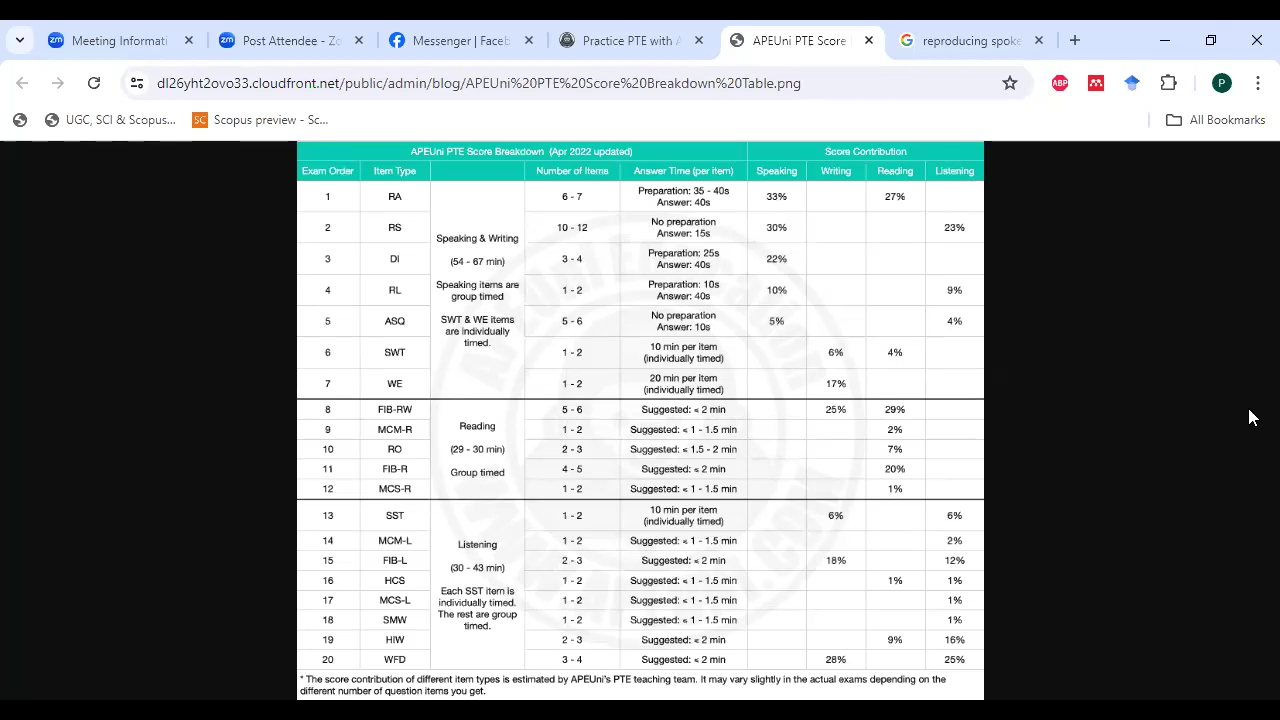 Meeting Informati
Post Attendee - Zo
Messenger | Faceb
Practice PTE with A
APEUni PTE Score
reproducing spoke
dl26yht2ovo33.cloudfront.net/public/admin/blog/APEUni%20PTE%20Score%20Breakdown%20Table.png
UGC, SCI & Scopus... Scopus preview - Sc... All Bookmarks
APEUni PTE Score Breakdown (Apr 2022 updated) Score Contribution
Exam Order Item Type Number of Items Answer Time (per item) Speaking Writing Reading Listening
1 RA 6 - 7 Preparation: 35 - 40s Answer: 40s 33% 27%
2 RS 10 - 12 No preparation Answer: 15s 30% 23%
Speaking & Writing
(54 - 67 min)
3 DI 3 - 4 Preparation: 25s Answer: 40s 22%
Speaking items are
group timed
4 RL 1 - 2 Preparation: 10s Answer: 40s 10% 9%
SWT & WE items
are individually
timed.
5 ASQ 5 - 6 No preparation Answer: 10s 5% 4%
6 SWT 1 - 2 10 min per item (individually timed) 6% 4%
7 WE 1 - 2 20 min per item (individually timed) 17%
8 FIB-RW 5 - 6 Suggested: < 2 min 25% 29%
Reading
9 MCM-R 1 - 2 Suggested: ≤ 1 - 1.5 min 2%
(29 - 30 min)
10 RO 2 - 3 Suggested: ≤ 1.5 - 2 min 7%
Group timed
11 FIB-R 4 - 5 Suggested: ≤ 2 min 20%
12 MCS-R 1 - 2 Suggested: ≤ 1 - 1.5 min 1%
13 SST 1 - 2 10 min per item (individually timed) 6% 6%
Listening
14 MCM-L 1 - 2 Suggested: ≤ 1 - 1.5 min 2%
(30 - 43 min)
15 FIB-L 2 - 3 Suggested: < 2 min 18% 12%
16 HCS 1 - 2 Suggested: ≤ 1 - 1.5 min 1% 1%
Each SST item is
individually timed.
The rest are group
timed.
17 MCS-L 1 - 2 Suggested: ≤ 1 - 1.5 min 1%
18 SMW 1 - 2 Suggested: ≤ 1 - 1.5 min 1%
19 HIW 2 - 3 Suggested: < 2 min 9% 16%
20 WFD 3 - 4 Suggested: < 2 min 28% 25%
* The score contribution of different item types is estimated by APEUni's PTE teaching team. It may vary slightly in the actual exams depending on the
different number of question items you get.